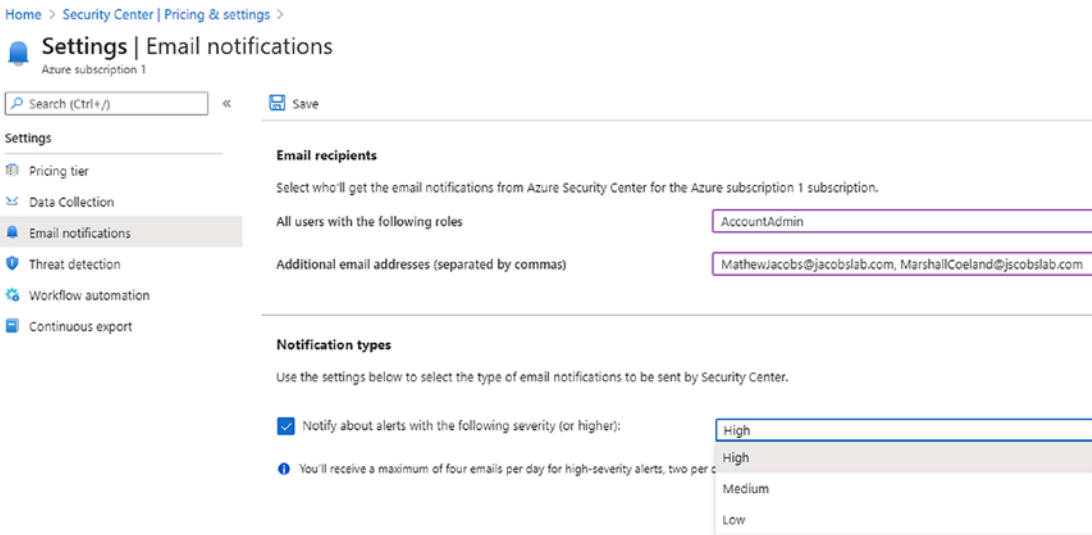 Home > Security Center | Pricing & settings >
Settings | Email notifications
Azure subscription 1
Search (Ctrl+/)
«
Save
Settings
Pricing tier
Data Collection
Email notifications
Threat detection
Workflow automation
Continuous export
Email recipients
Select who'll get the email notifications from Azure Security Center for the Azure subscription 1 subscription.
All users with the following roles
AccountAdmin
Additional email addresses (separated by commas)
MathewJacobs@jacobslab.com, MarshallCoeland@jscobslab.com
Notification types
Use the settings below to select the type of email notifications to be sent by Security Center.
Notify about alerts with the following severity (or higher):
High
You'll receive a maximum of four emails per day for high-severity alerts, two per
High
Medium
Low